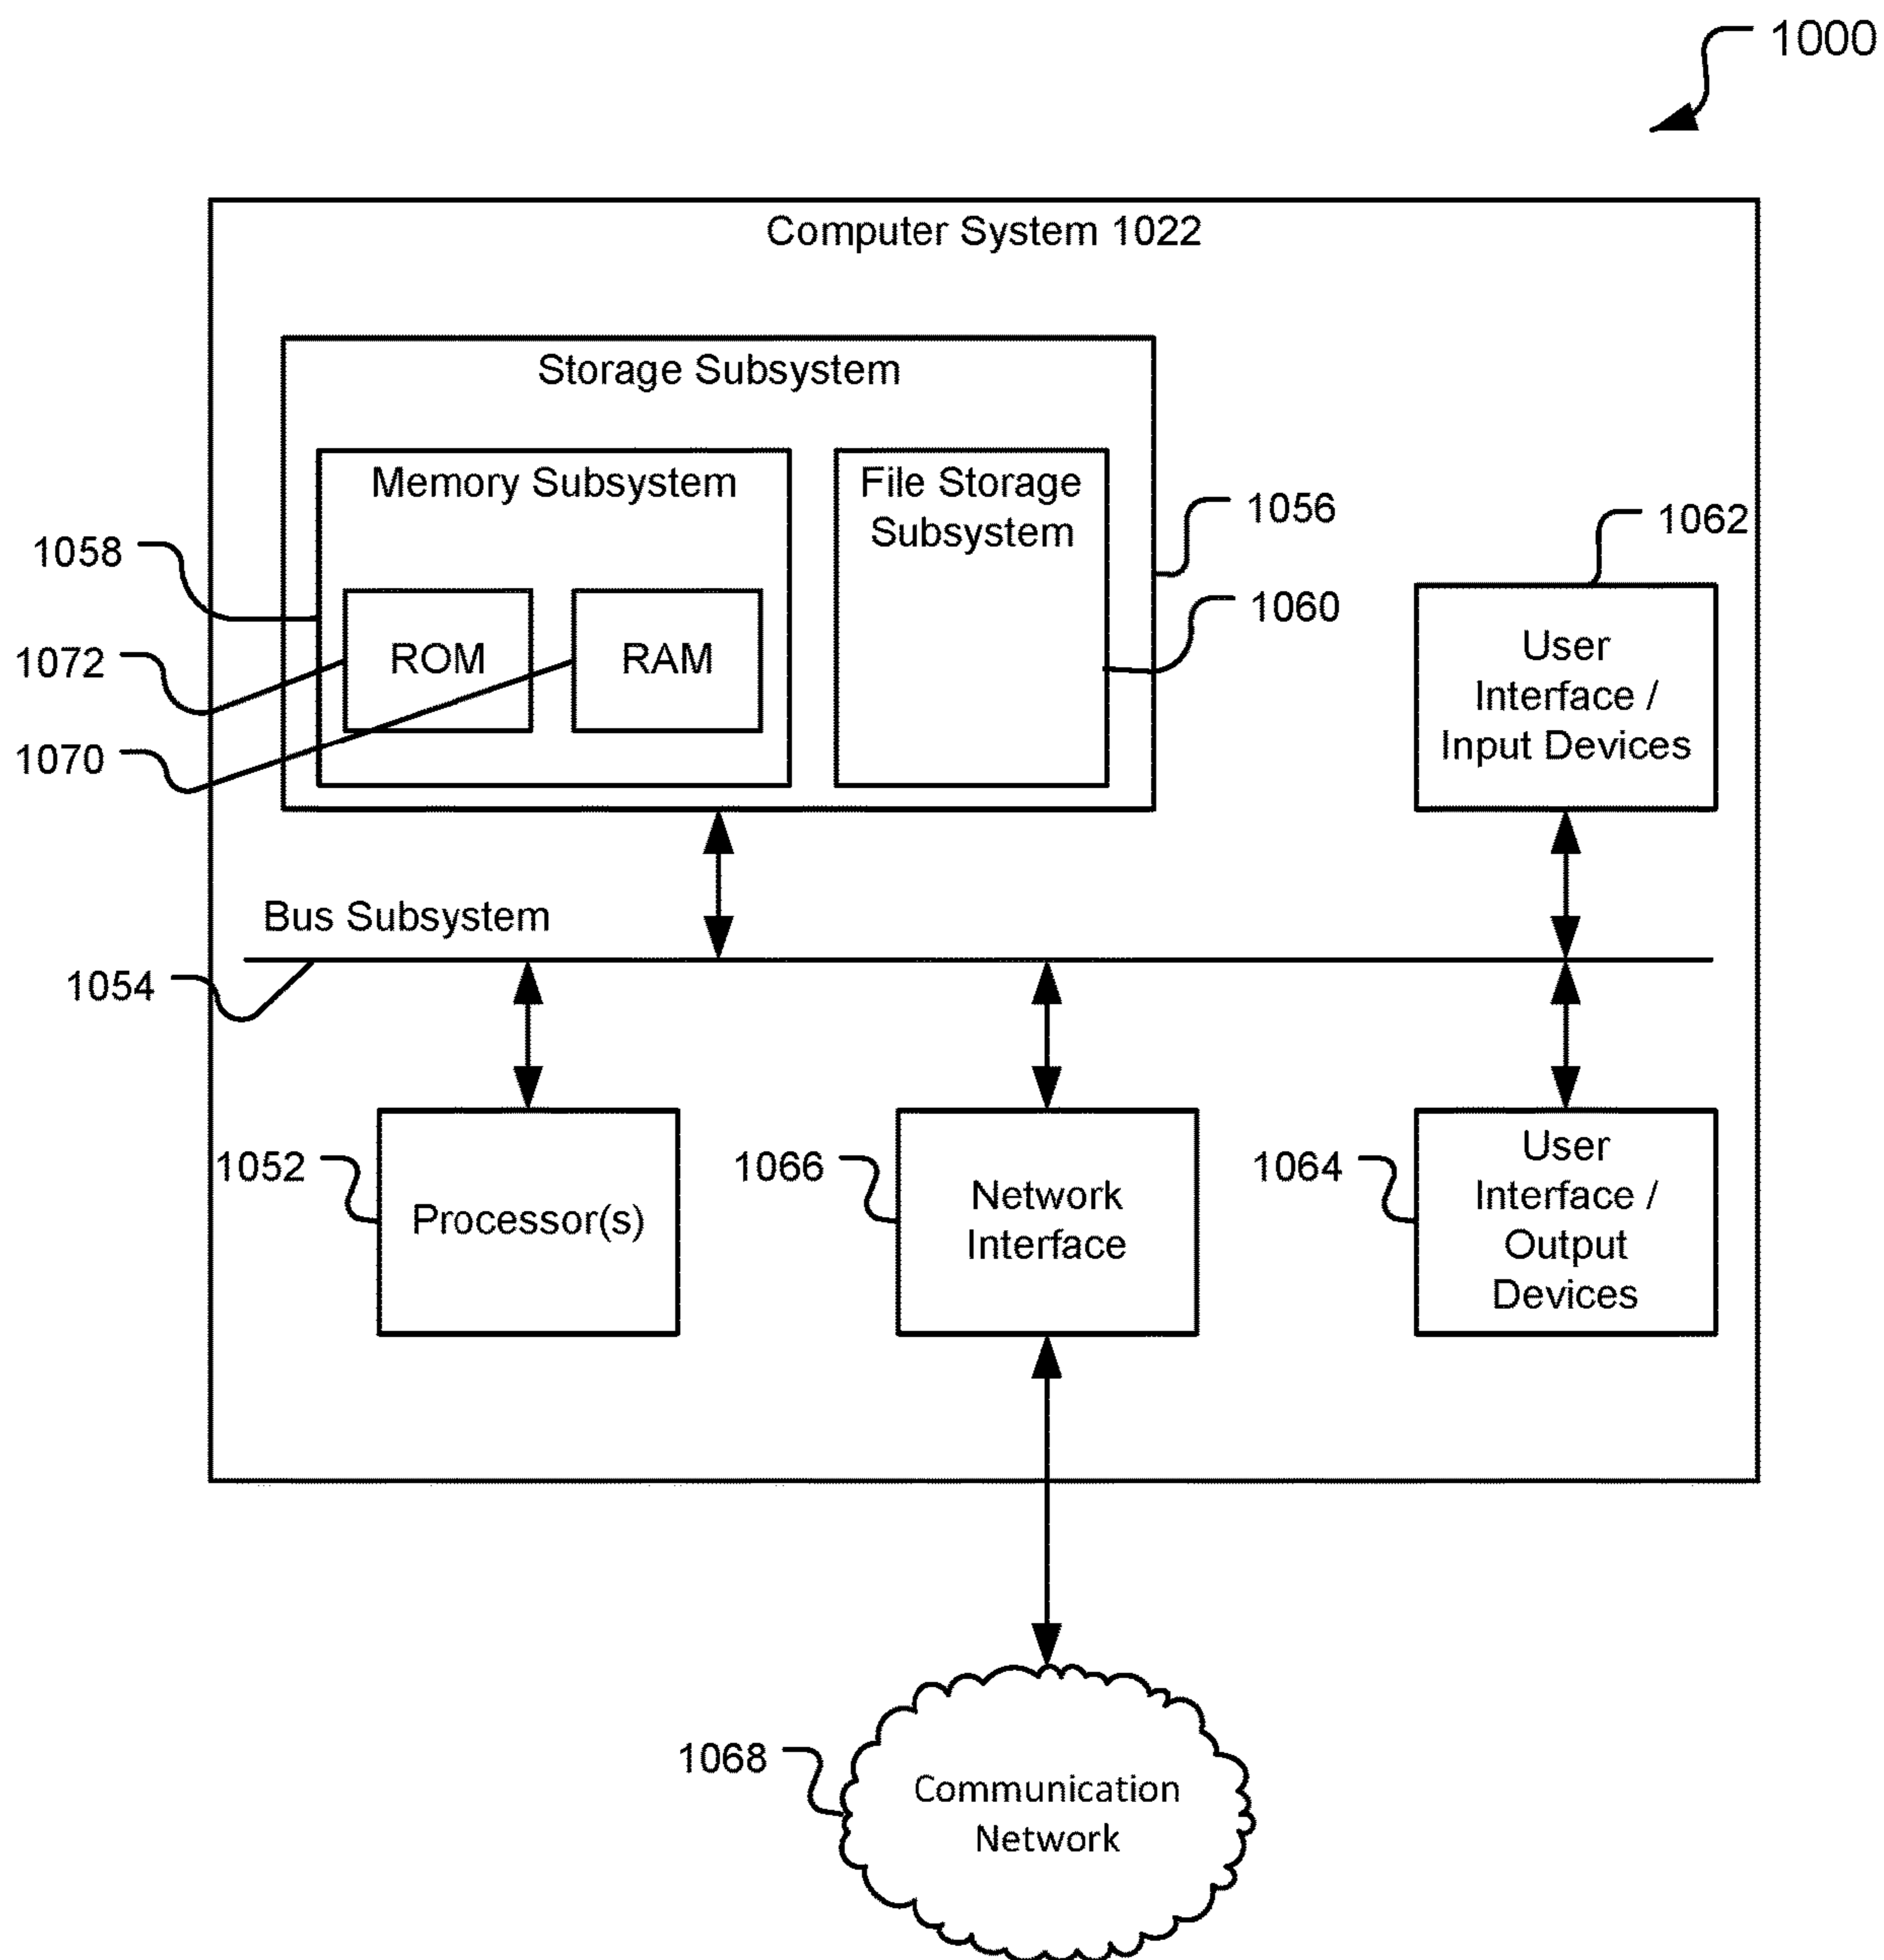 1000
Computer System 1022
Storage Subsystem
Memory Subsystem
File Storage
Subsystem
1056
1062
1058
1060
ROM
RAM
1072
1070
User
Interface /
Input Devices
Bus Subsystem
1054
1052
Processor(s)
1066
Network
Interface
1064
User
Interface /
Output
Devices
1068
Communication
Network